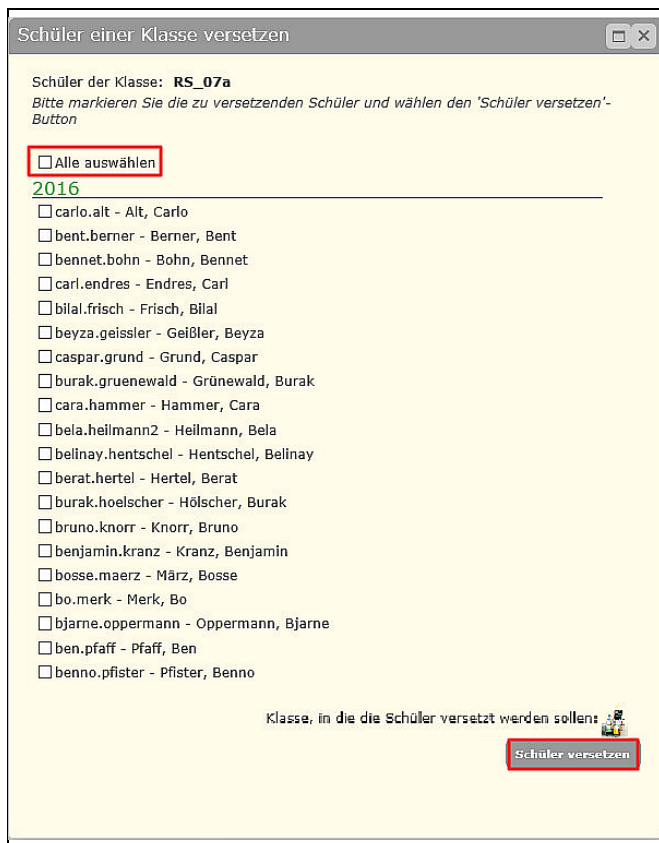 Schüler einer Klasse versetzen
Schüler der Klasse: RS_07a
Bitte markieren Sie die zu versetzenden Schüler und wählen den 'Schüler versetzen'-
Button
Alle auswählen
2016
carlo.alt - Alt, Carlo
bent.berner - Berner, Bent
bennet.bohn - Bohn, Bennet
carl.endres - Endres, Carl
bilal.frisch - Frisch, Bilal
beyza.geissler - Geißler, Beyza
caspar.grund - Grund, Caspar
burak.gruenewald - Grünewald, Burak
cara.hammer - Hammer, Cara
bela.heilmann2 - Heilmann, Bela
belinay.hentschel - Hentschel, Belinay
berat.hertel - Hertel, Berat
burak.hoelscher - Hölscher, Burak
bruno.knorr - Knorr, Bruno
benjamin.kranz - Kranz, Benjamin
bosse.maerz - März, Bosse
bo.merk - Merk, Bo
bjarne.oppermann - Oppermann, Bjarne
ben.pfaff - Pfaff, Ben
benno.pfister - Pfister, Benno
Klasse, in die die Schüler versetzt werden sollen:
Schüler versetzen